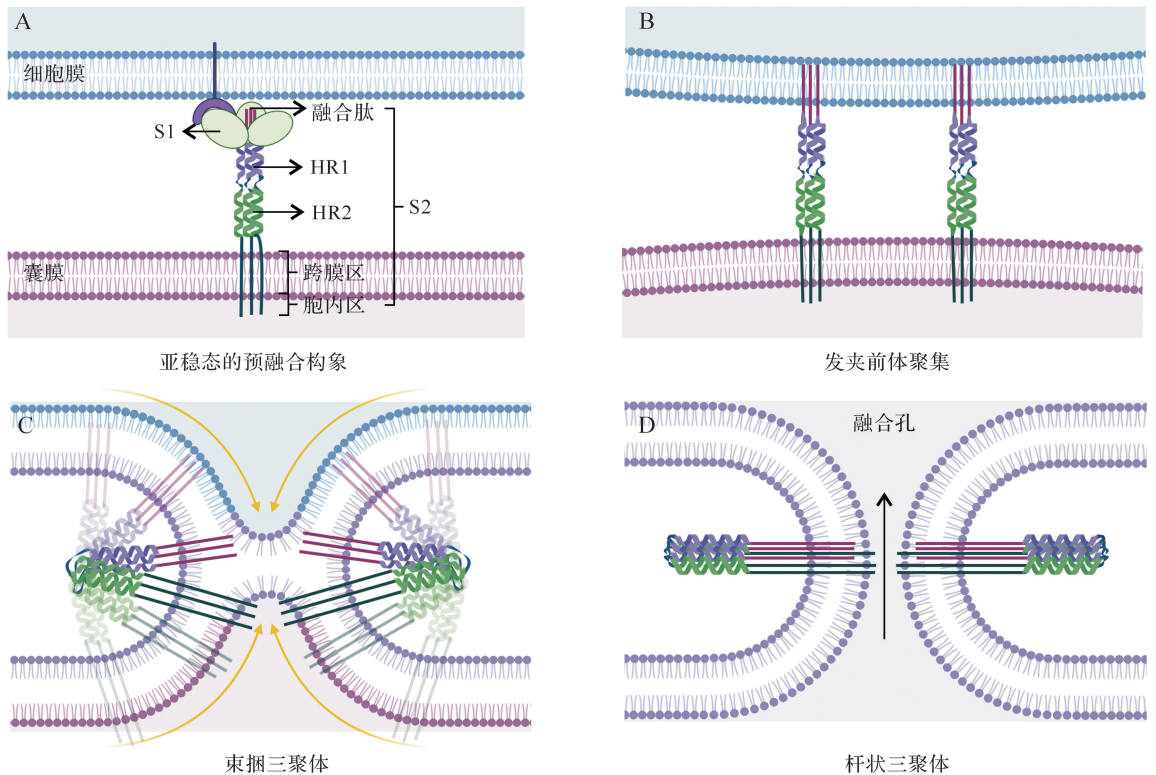 A
细胞膜
融合肽
S1
HR1
HR2
S2
囊膜
跨膜区
胞内区
亚稳态的预融合构象
B
发夹前体聚集
C
束捆三聚体
D
融合孔
杆状三聚体